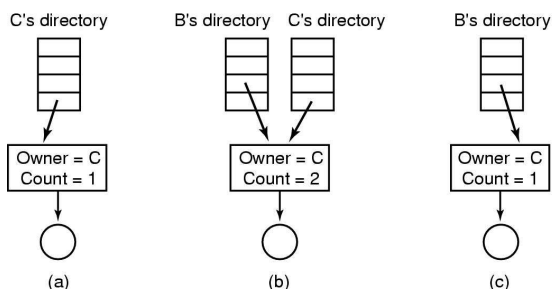 C's directory
B's directory
C's directory
B's directory
Owner = C
Count = 1
Owner = C
Count = 2
Owner = C
Count = 1
(a)
(b)
(c)